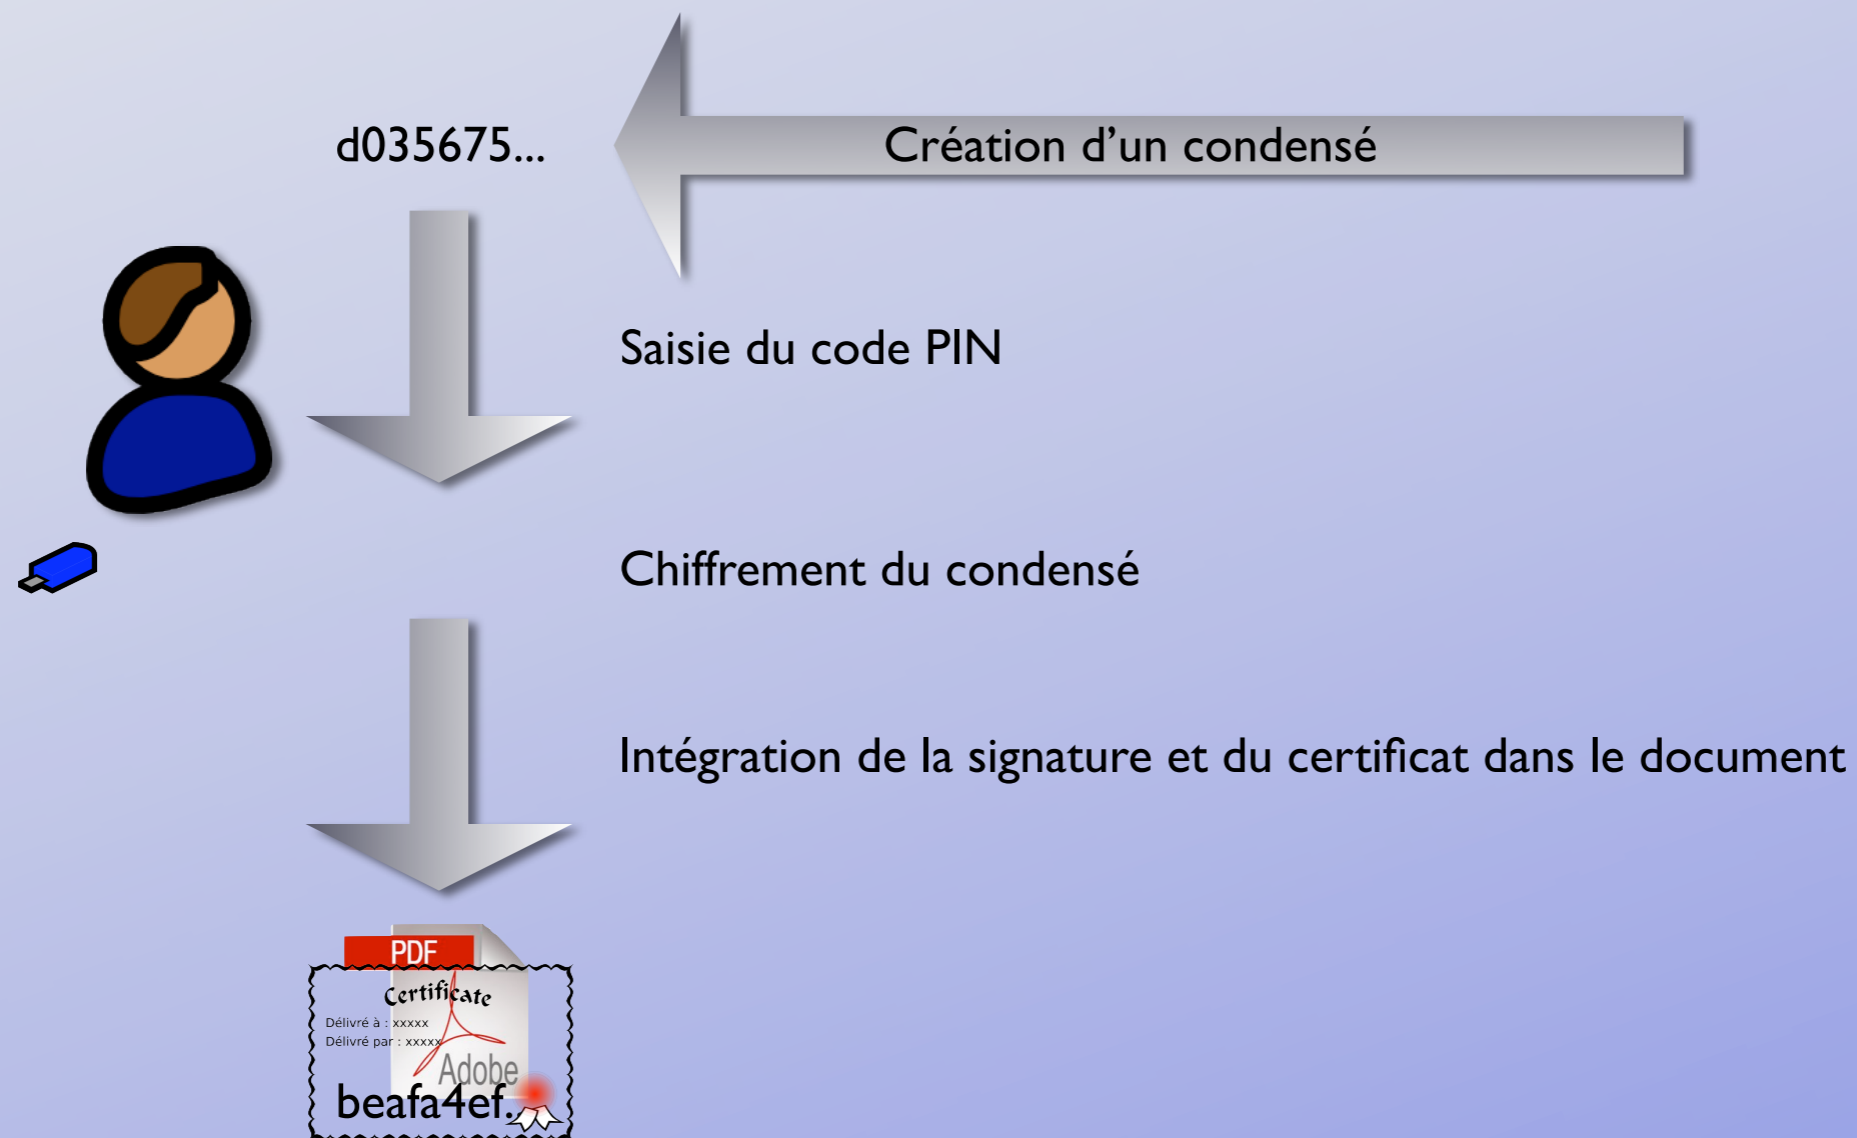 d035675...
Création d’un condensé
Saisie du code PIN
Chiffrement du condensé
Intégration de la signature et du certificat dans le document
PDF
Certificate
Délivré à : xxxxx
Délivré par : xxxxx
Adobe
beafa4ef..